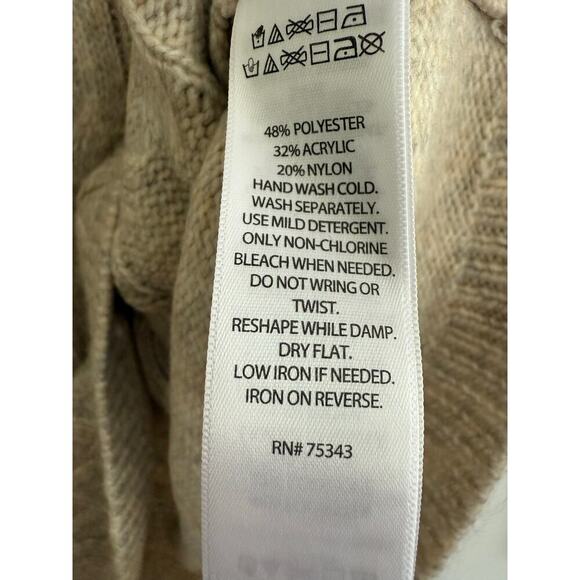 48% POLYESTER
32% ACRYLIC
20% NYLON
HAND WASH COLD.
WASH SEPARATELY.
USE MILD DETERGENT.
ONLY NON-CHLORINE
BLEACH WHEN NEEDED.
DO NOT WRING OR
TWIST.
RESHAPE WHILE DAMP.
DRY FLAT.
LOW IRON IF NEEDED.
IRON ON REVERSE.
RN# 75343